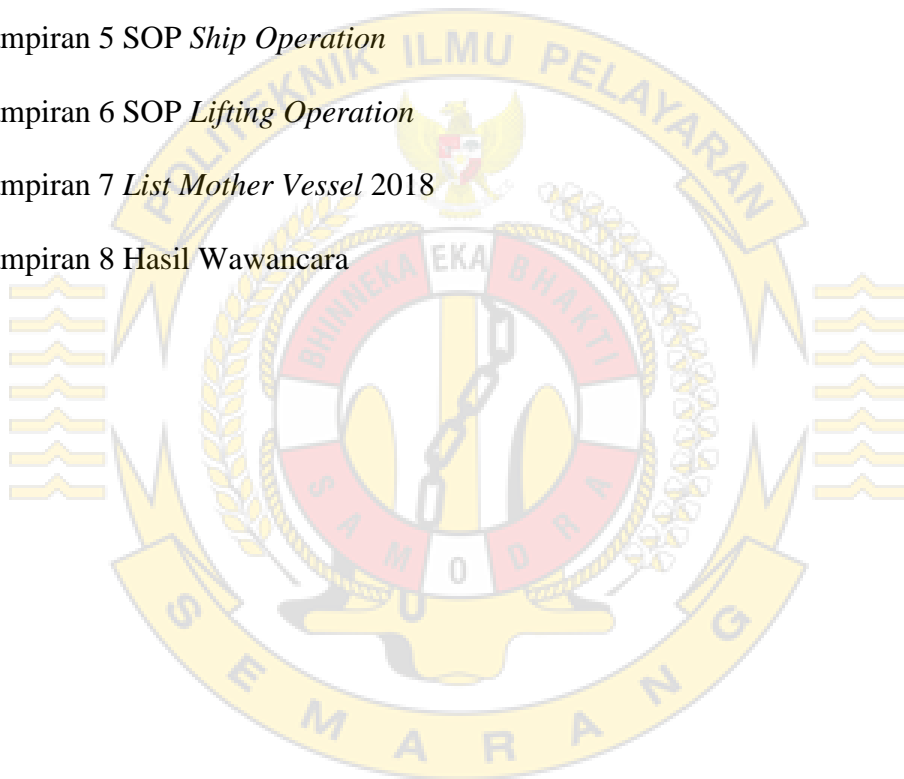 mpiran 5 SOP Ship Operation
mpiran 6 SOP Lifting Operation
mpiran 7 List Mother Vessel 2018
mpiran 8 Hasil Wawancara
POLITEKNIK ILMU PELAYARAN
BHINNEKA EKA BHAKTI
SAMODRA
SEMARANG